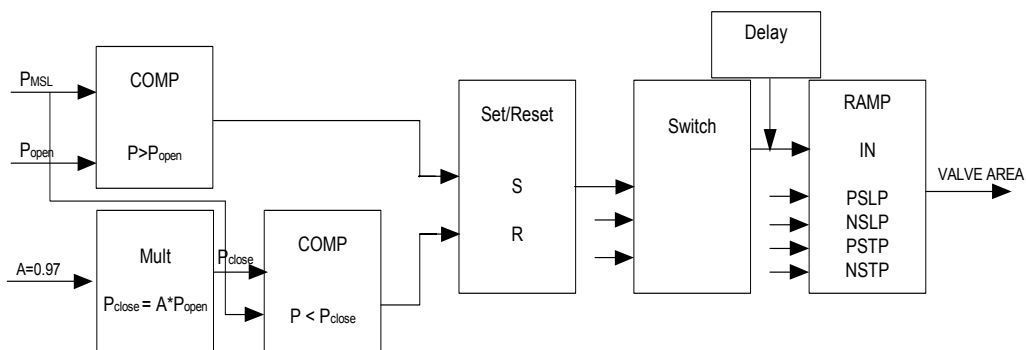 Delay
COMP
RAMP
PMSL
Set/Reset
Switch
Popen
P>Popen
IN
VALVE AREA
S
PSLP
NSLP
R
PSTP
NSTP
COMP
Mult
Pclose
A=0.97
Pclose = A*Popen
P < Pclose